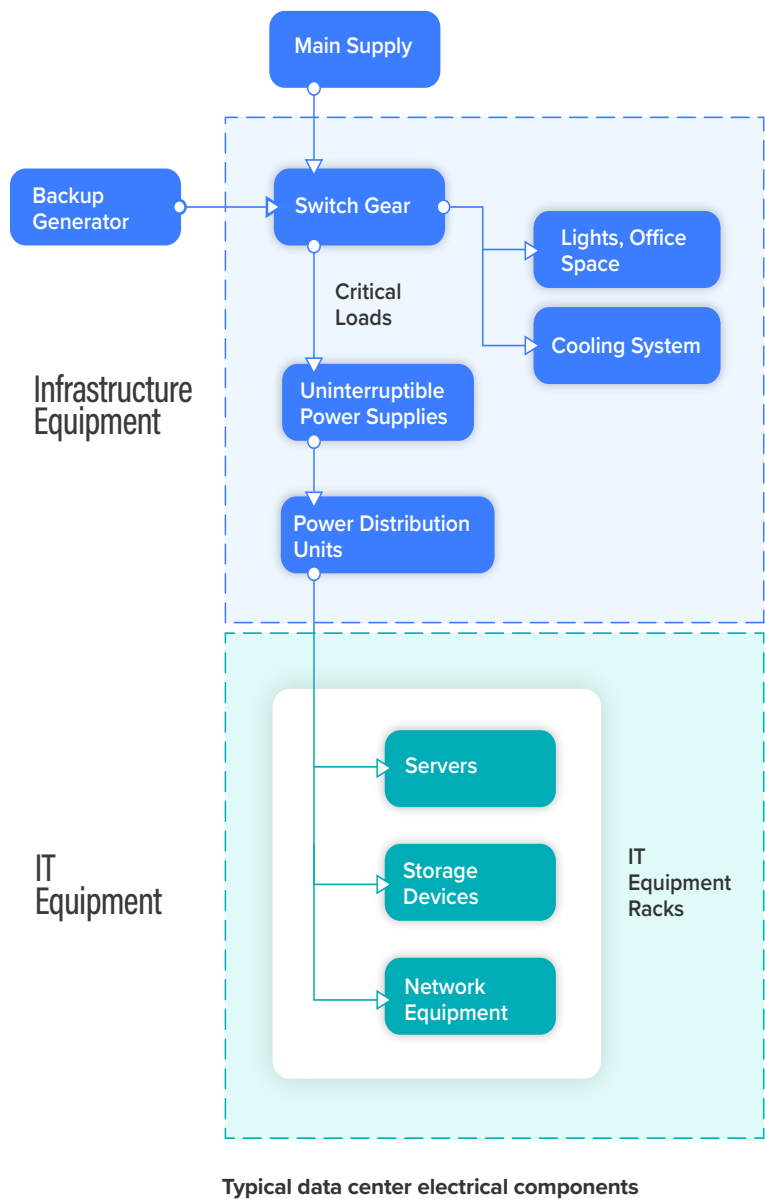 Main Supply
Backup
Generator
Switch Gear
Lights, Office
Space
Critical
Loads
Cooling System
Infrastructure
Equipment
Uninterruptible
Power Supplies
Power Distribution
Units
Servers
IT
Equipment
Storage
Devices
IT
Equipment
Racks
Network
Equipment
Typical data center electrical components